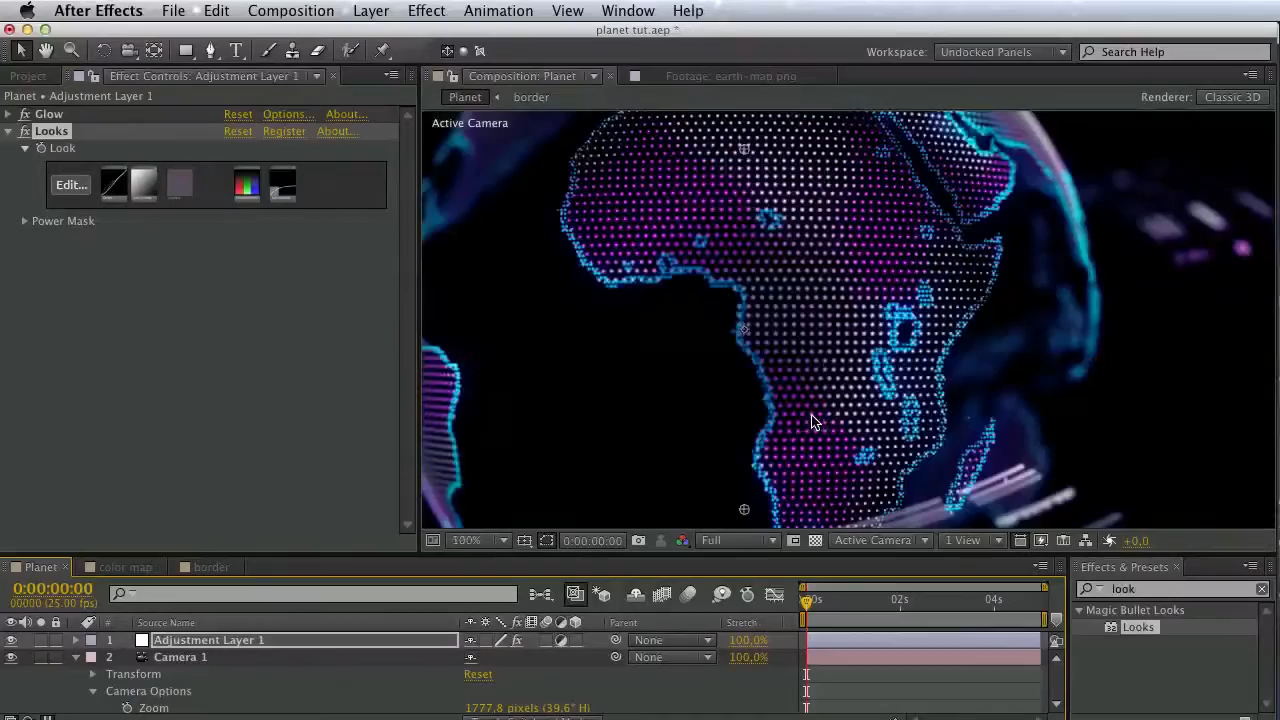 After Effects File Edit Composition Layer Effect Animation View Window Help
planet tut.aep *
Workspace: Undocked Panels Search Help
Project Effect Controls: Adjustment Layer 1 Composition: Planet Footage: earth-map png
Planet • Adjustment Layer 1
Planet border Renderer: Classic 3D
fx Glow Reset Options... About...
fx Looks Reset Register About...
Active Camera
Look
Edit...
Power Mask
100% 0:00:00:00 Full Active Camera 1 View +0,0
Planet color map border Effects & Presets
0:00:00:00
00000 (25.00 fps)
look
00s 02s 04s
# Source Name Parent Stretch
Magic Bullet Looks
1 Adjustment Layer 1 fx None 100,0%
Looks
2 Camera 1 None 100,0%
Transform Reset
Camera Options
Zoom 1777,8 pixels (39,6° H)